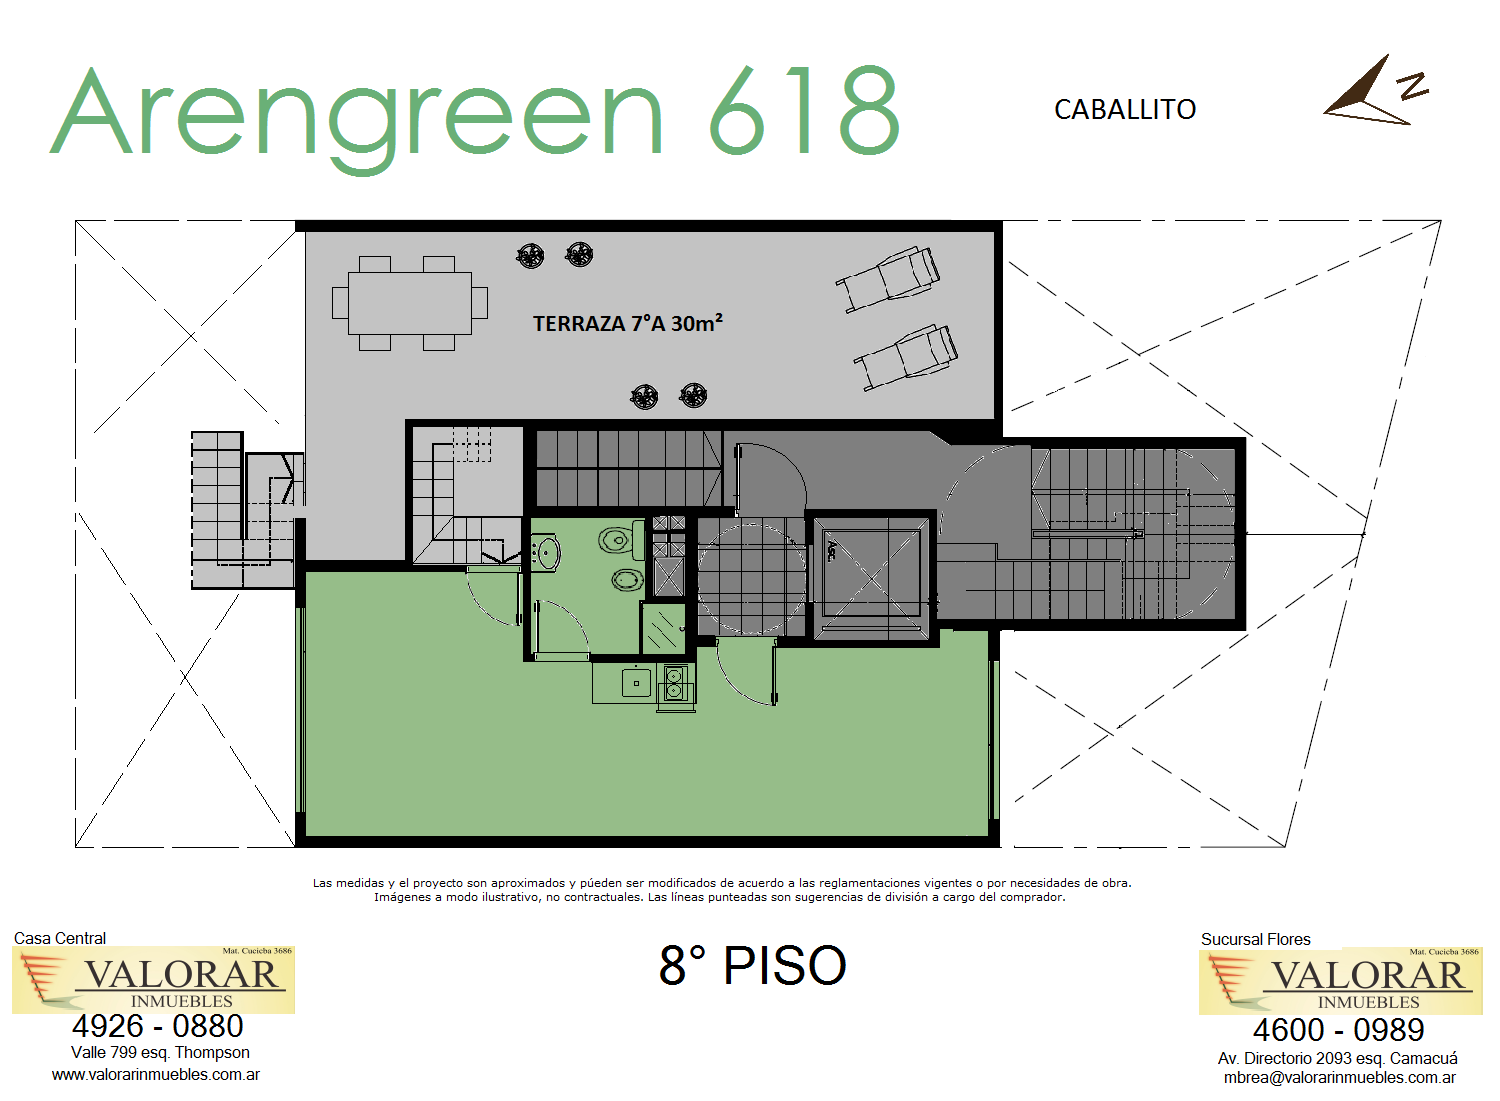 Arengreen 618
CABALLITO
N
TERRAZA 7°A 30m²
Asc.
Las medidas y el proyecto son aproximados y púeden ser modificados de acuerdo a las reglamentaciones vigentes o por necesidades de obra.
Imágenes a modo ilustrativo, no contractuales. Las líneas punteadas son sugerencias de división a cargo del comprador.
8° PISO
Casa Central
Mat. Cucicba 3686
VALORAR
INMUEBLES
4926 - 0880
Valle 799 esq. Thompson
www.valorarinmuebles.com.ar
Sucursal Flores
Mat. Cucicba 3686
VALORAR
INMUEBLES
4600 - 0989
Av. Directorio 2093 esq. Camacuá
mbrea@valorarinmuebles.com.ar